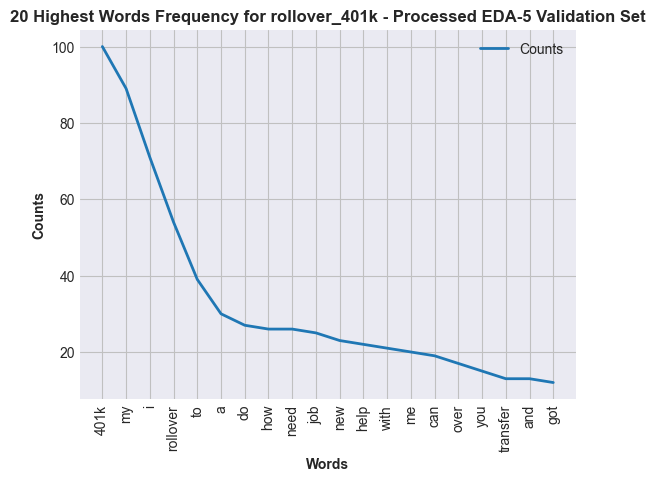 20 Highest Words Frequency for rollover_401k - Processed EDA-5 Validation Set
Counts
100
80
60
40
20
Counts
401k
my
i
rollover
to
a
do
how
need
job
new
help
with
me
can
over
you
transfer
and
got
Words